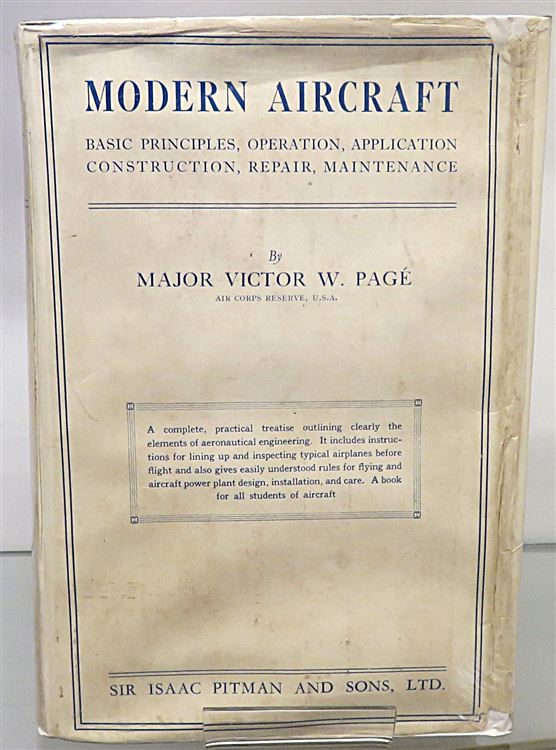 MODERN AIRCRAFT
BASIC PRINCIPLES, OPERATION, APPLICATION
CONSTRUCTION, REPAIR, MAINTENANCE
By
MAJOR VICTOR W. PAGÉ
AIR CORPS RESERVE, U.S.A.
A complete, practical treatise outlining clearly the
elements of aeronautical engineering. It includes instruc-
tions for lining up and inspecting typical airplanes before
flight and also gives easily understood rules for flying and
aircraft power plant design, installation, and care. A book
for all students of aircraft
SIR ISAAC PITMAN AND SONS, LTD.